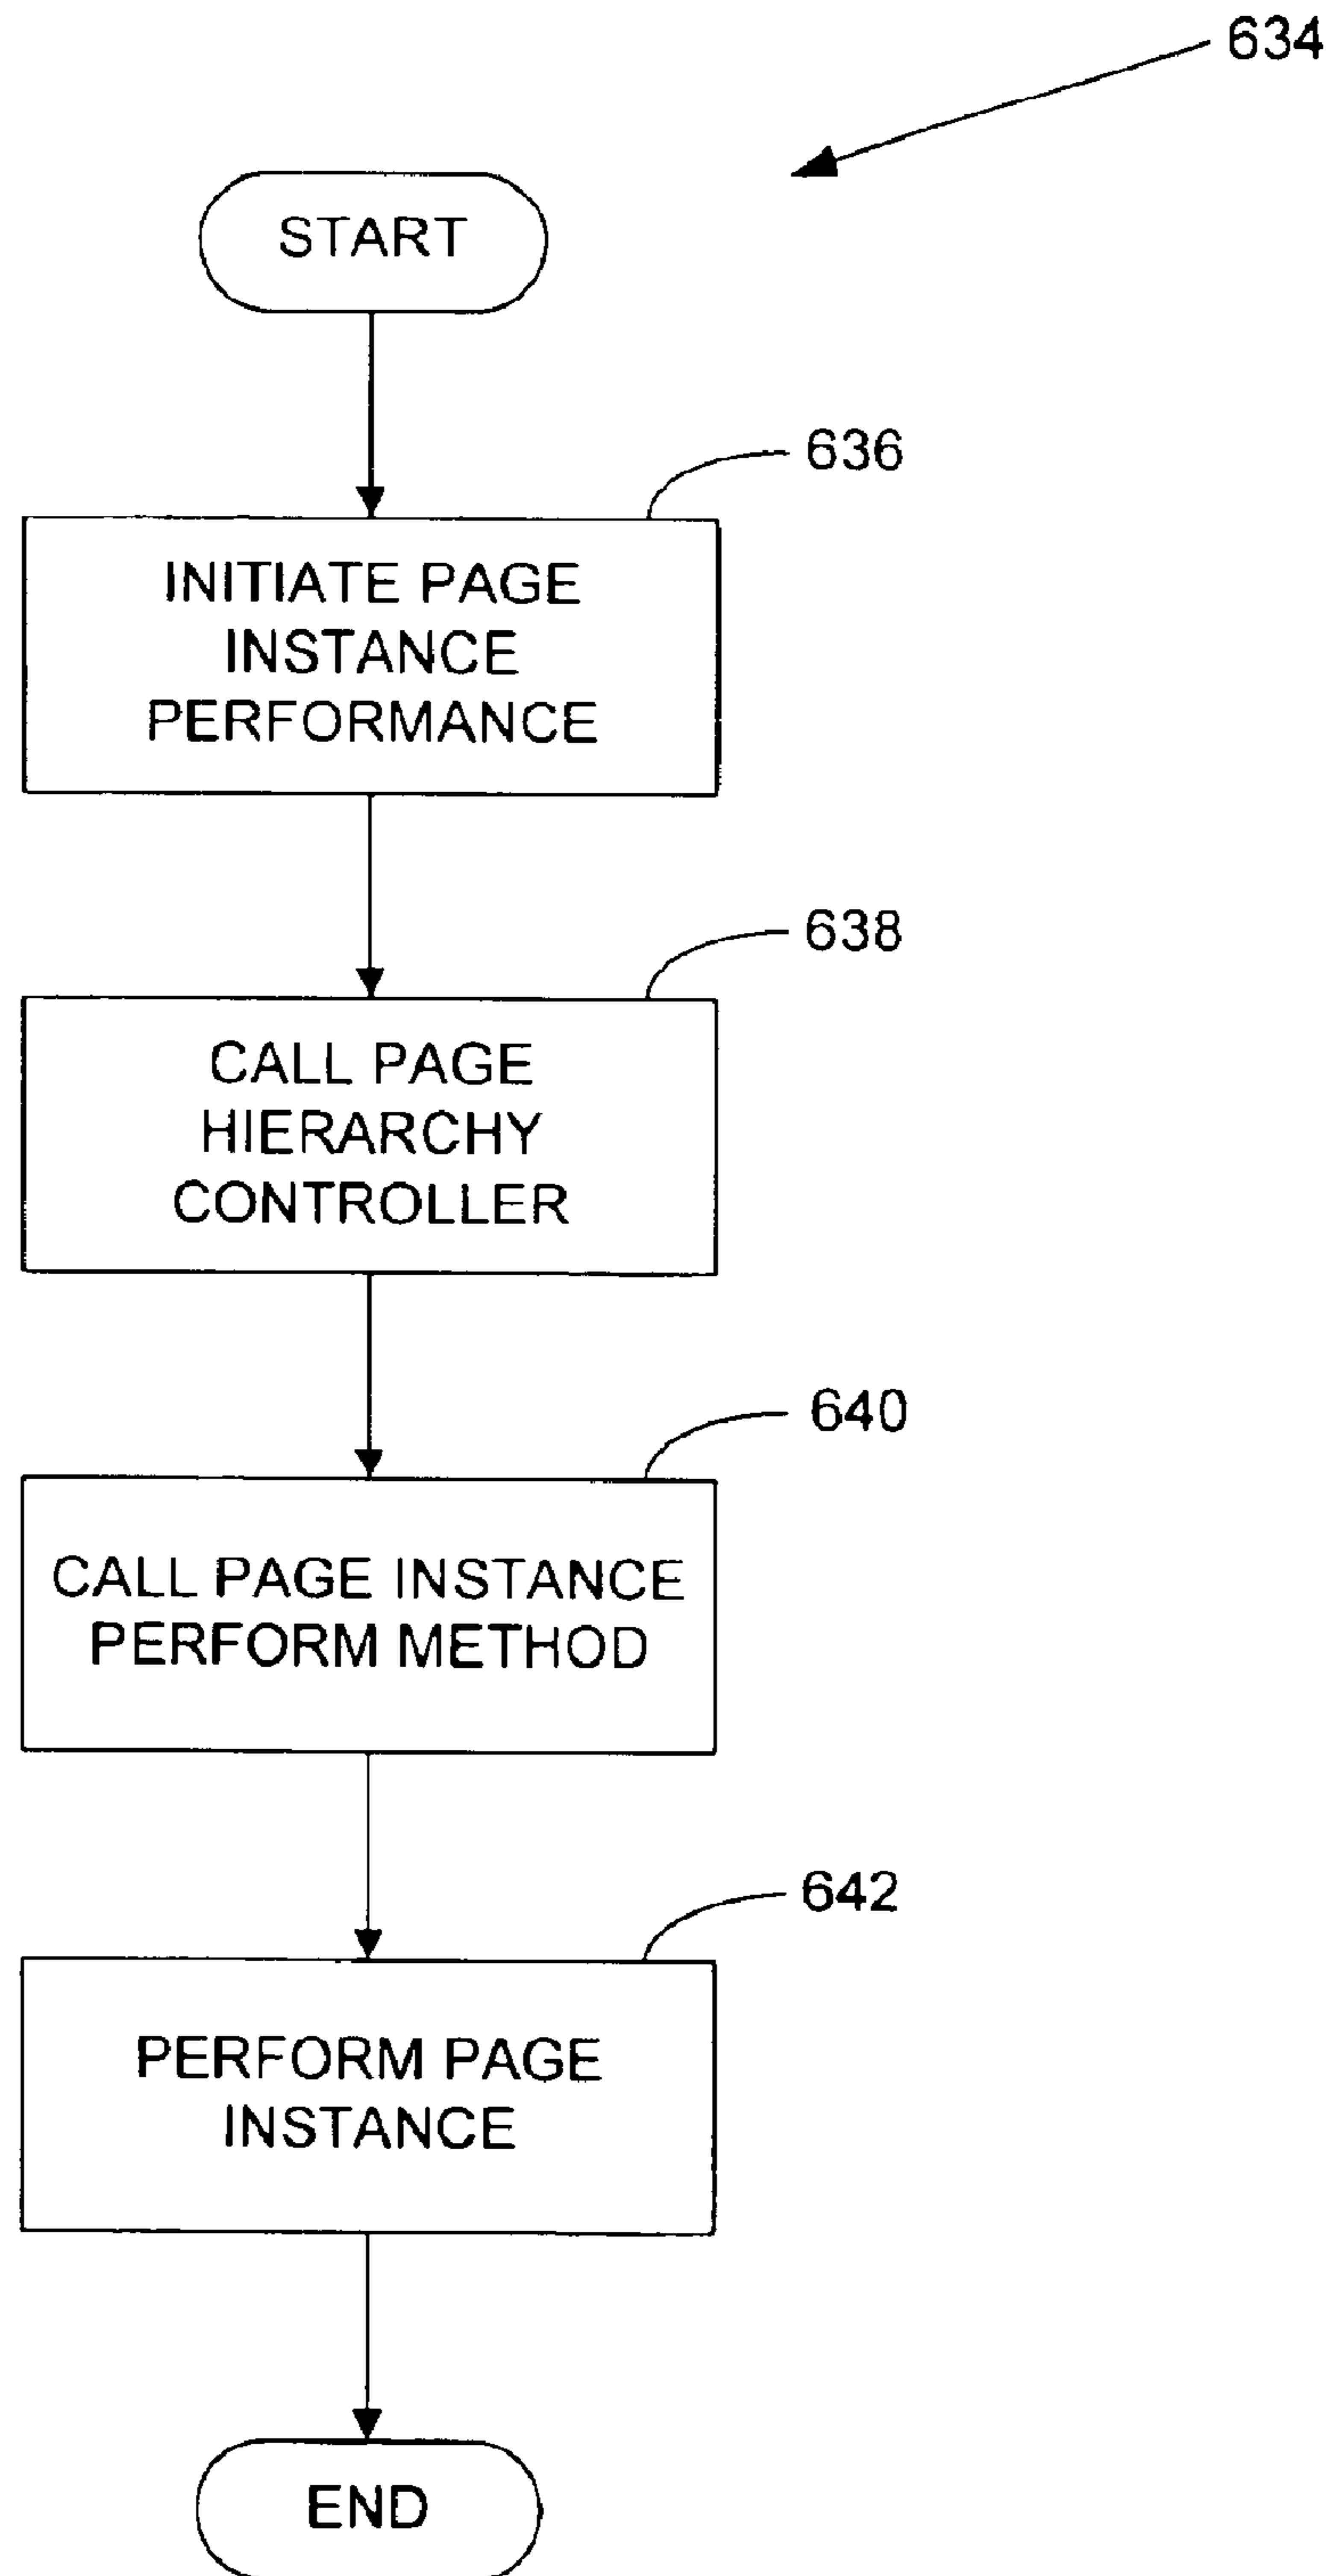 634
START
636
INITIATE PAGE
INSTANCE
PERFORMANCE
638
CALL PAGE
HIERARCHY
CONTROLLER
640
CALL PAGE INSTANCE
PERFORM METHOD
642
PERFORM PAGE
INSTANCE
END